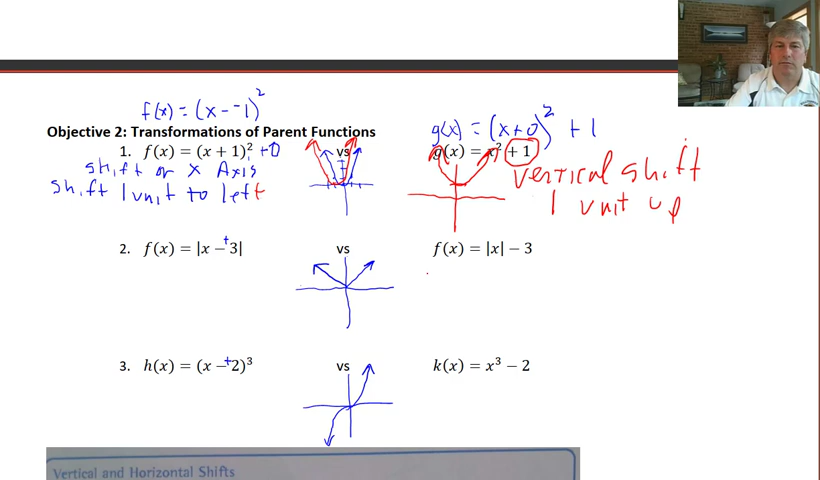 f(x) = (x - -1)²
Objective 2: Transformations of Parent Functions
g(x) = (x+0)² +1
1. f(x) = (x + 1)² +0
vs
g(x) = x² + 1
shift on x Axis
shift 1 unit to left
vertical shift
1 unit up
2. f(x) = |x - +3|
vs
f(x) = |x| − 3
3. h(x) = (x - +2)³
vs
k(x) = x³ − 2
Vertical and Horizontal Shifts